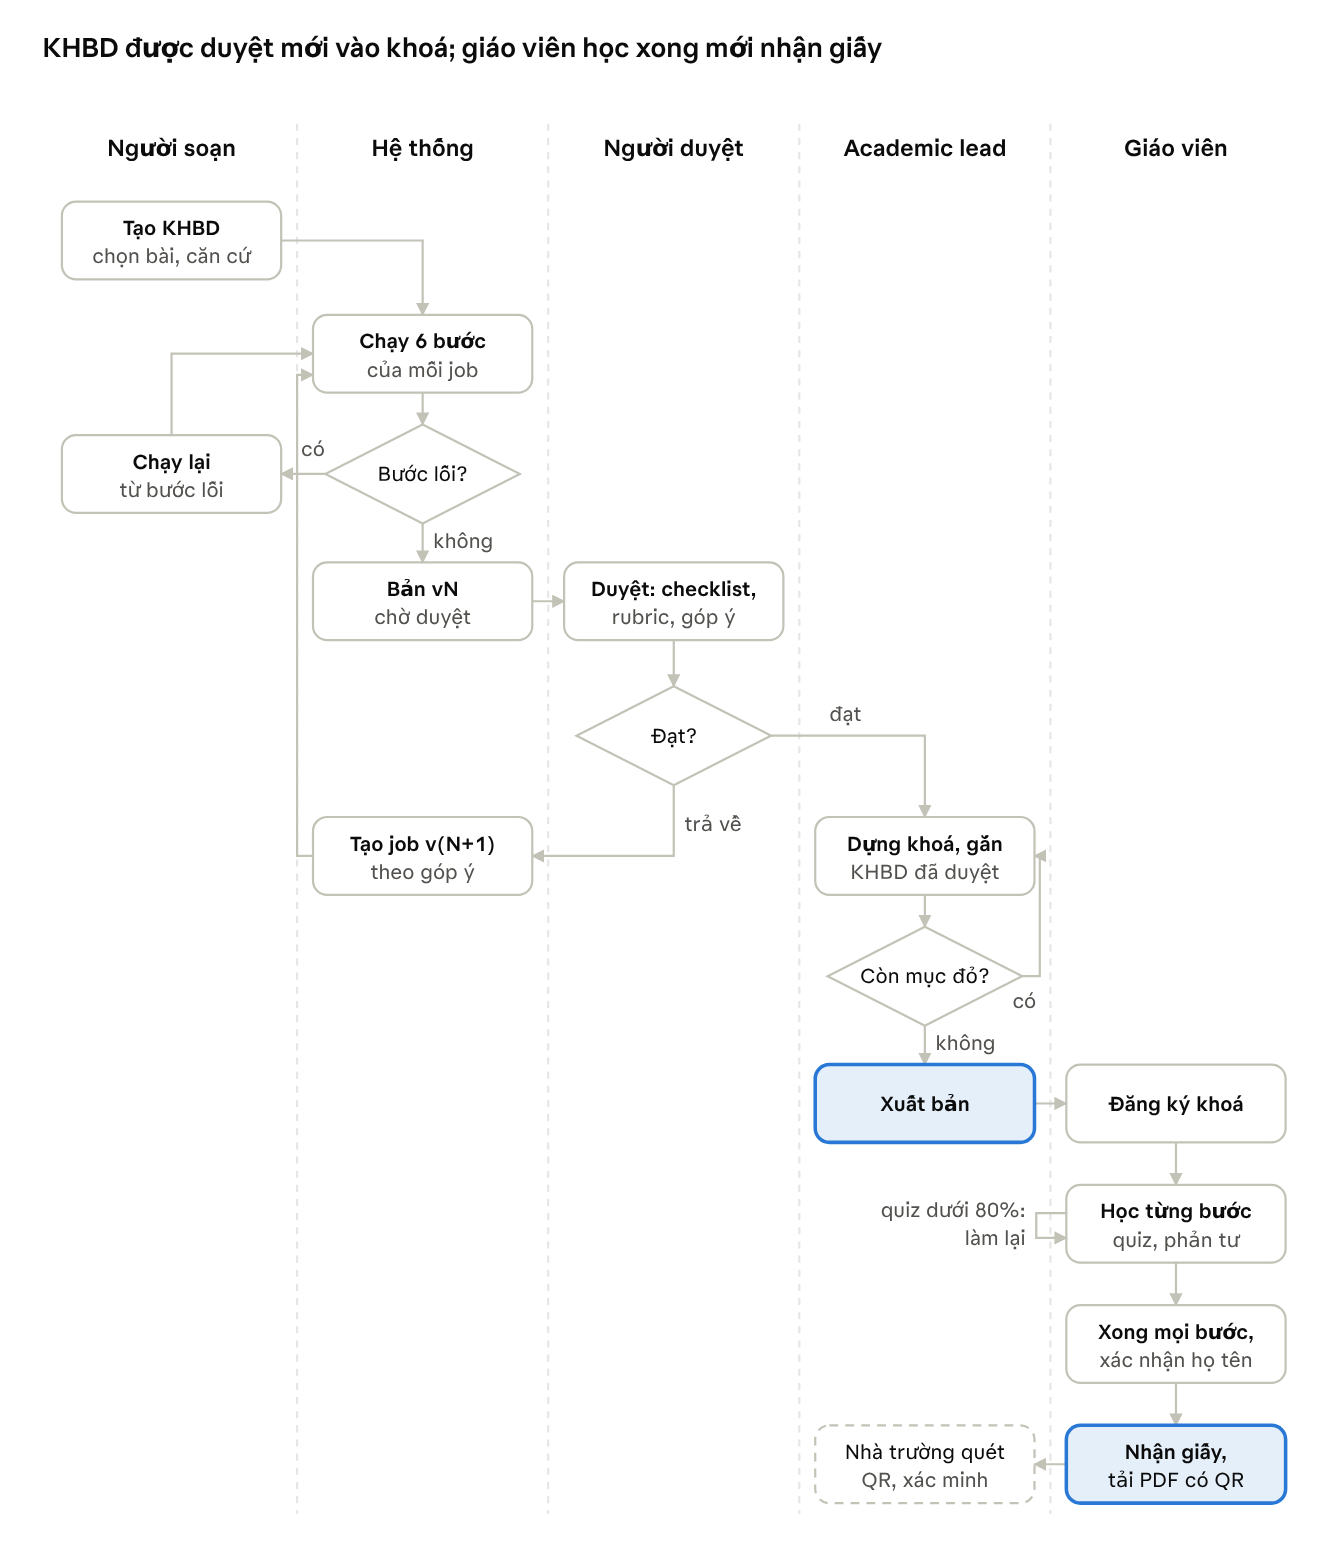 KHBD được duyệt mới vào khoá; giáo viên học xong mới nhận giấy
Người soạn
Hệ thống
Người duyệt
Academic lead
Giáo viên
Tạo KHBD
chọn bài, căn cứ
Chạy 6 bước
của mỗi job
Chạy lại
từ bước lỗi
có
Bước lỗi?
không
Bản vN
chờ duyệt
Duyệt: checklist,
rubric, góp ý
Đạt?
đạt
trả về
Tạo job v(N+1)
theo góp ý
Dựng khoá, gắn
KHBD đã duyệt
Còn mục đỏ?
có
không
Xuất bản
Đăng ký khoá
quiz dưới 80%:
làm lại
Học từng bước
quiz, phản tư
Xong mọi bước,
xác nhận họ tên
Nhà trường quét
QR, xác minh
Nhận giấy,
tải PDF có QR